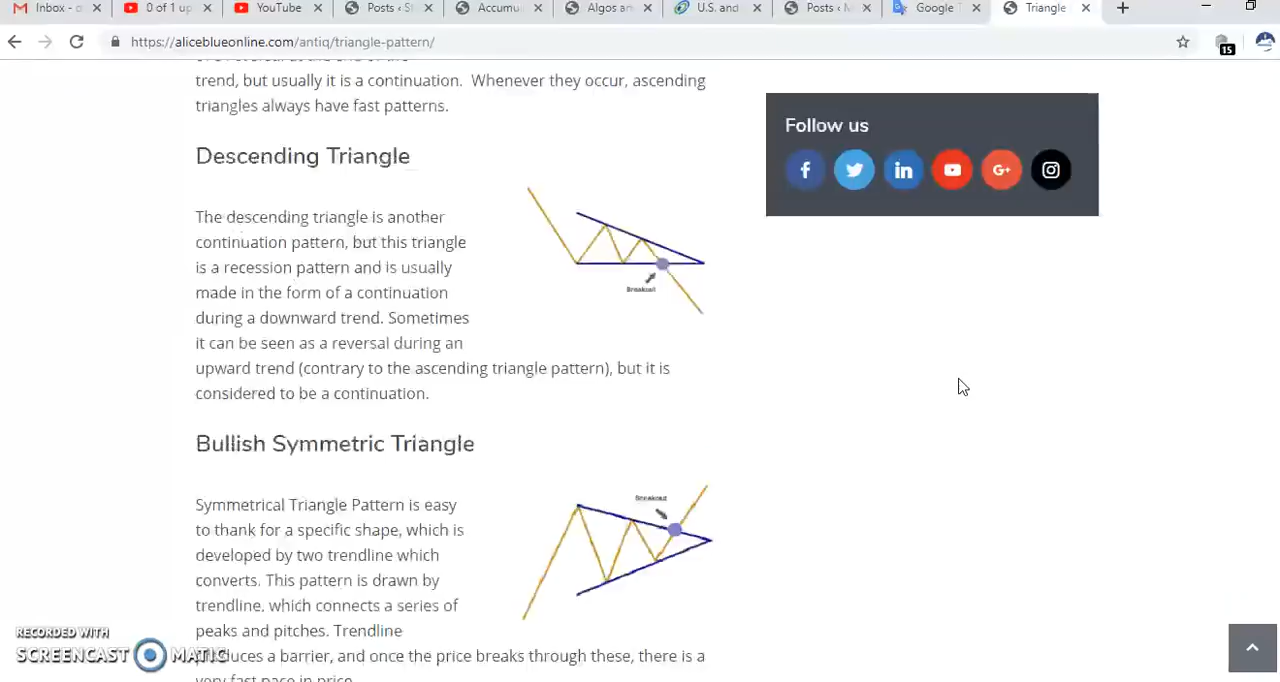 Inbox - o
0 of 1 up
YouTube
Posts ‹ St
Accumu
Algos an
U.S. and
Posts ‹ M
Google T
Triangle
https://aliceblueonline.com/antiq/triangle-pattern/
15
trend, but usually it is a continuation. Whenever they occur, ascending
triangles always have fast patterns.
Follow us
Descending Triangle
The descending triangle is another
continuation pattern, but this triangle
is a recession pattern and is usually
made in the form of a continuation
during a downward trend. Sometimes
it can be seen as a reversal during an
upward trend (contrary to the ascending triangle pattern), but it is
considered to be a continuation.
Breakout
Bullish Symmetric Triangle
Breakout
Symmetrical Triangle Pattern is easy
to thank for a specific shape, which is
developed by two trendline which
converts. This pattern is drawn by
trendline, which connects a series of
peaks and pitches. Trendline
produces a barrier, and once the price breaks through these, there is a
very fast pace in price.
RECORDED WITH
SCREENCAST MATIC